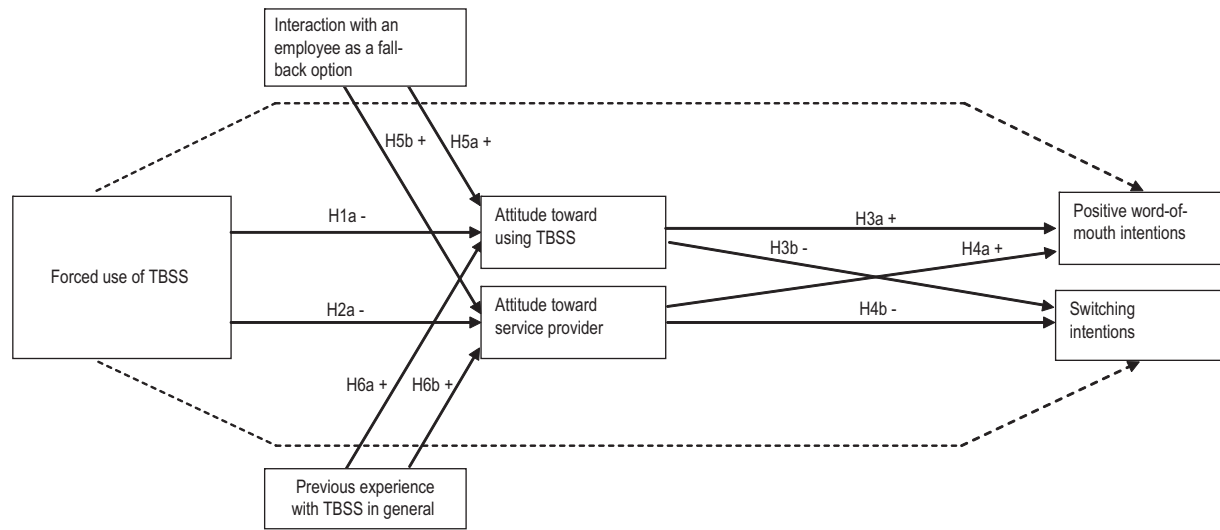 Interaction with an
employee as a fall-
back option
H5b +
H5a +
Forced use of TBSS
H1a -
H2a -
Attitude toward
using TBSS
Attitude toward
service provider
H3a +
H3b -
H4a +
H4b -
Positive word-of-
mouth intentions
Switching
intentions
H6a +
H6b +
Previous experience
with TBSS in general